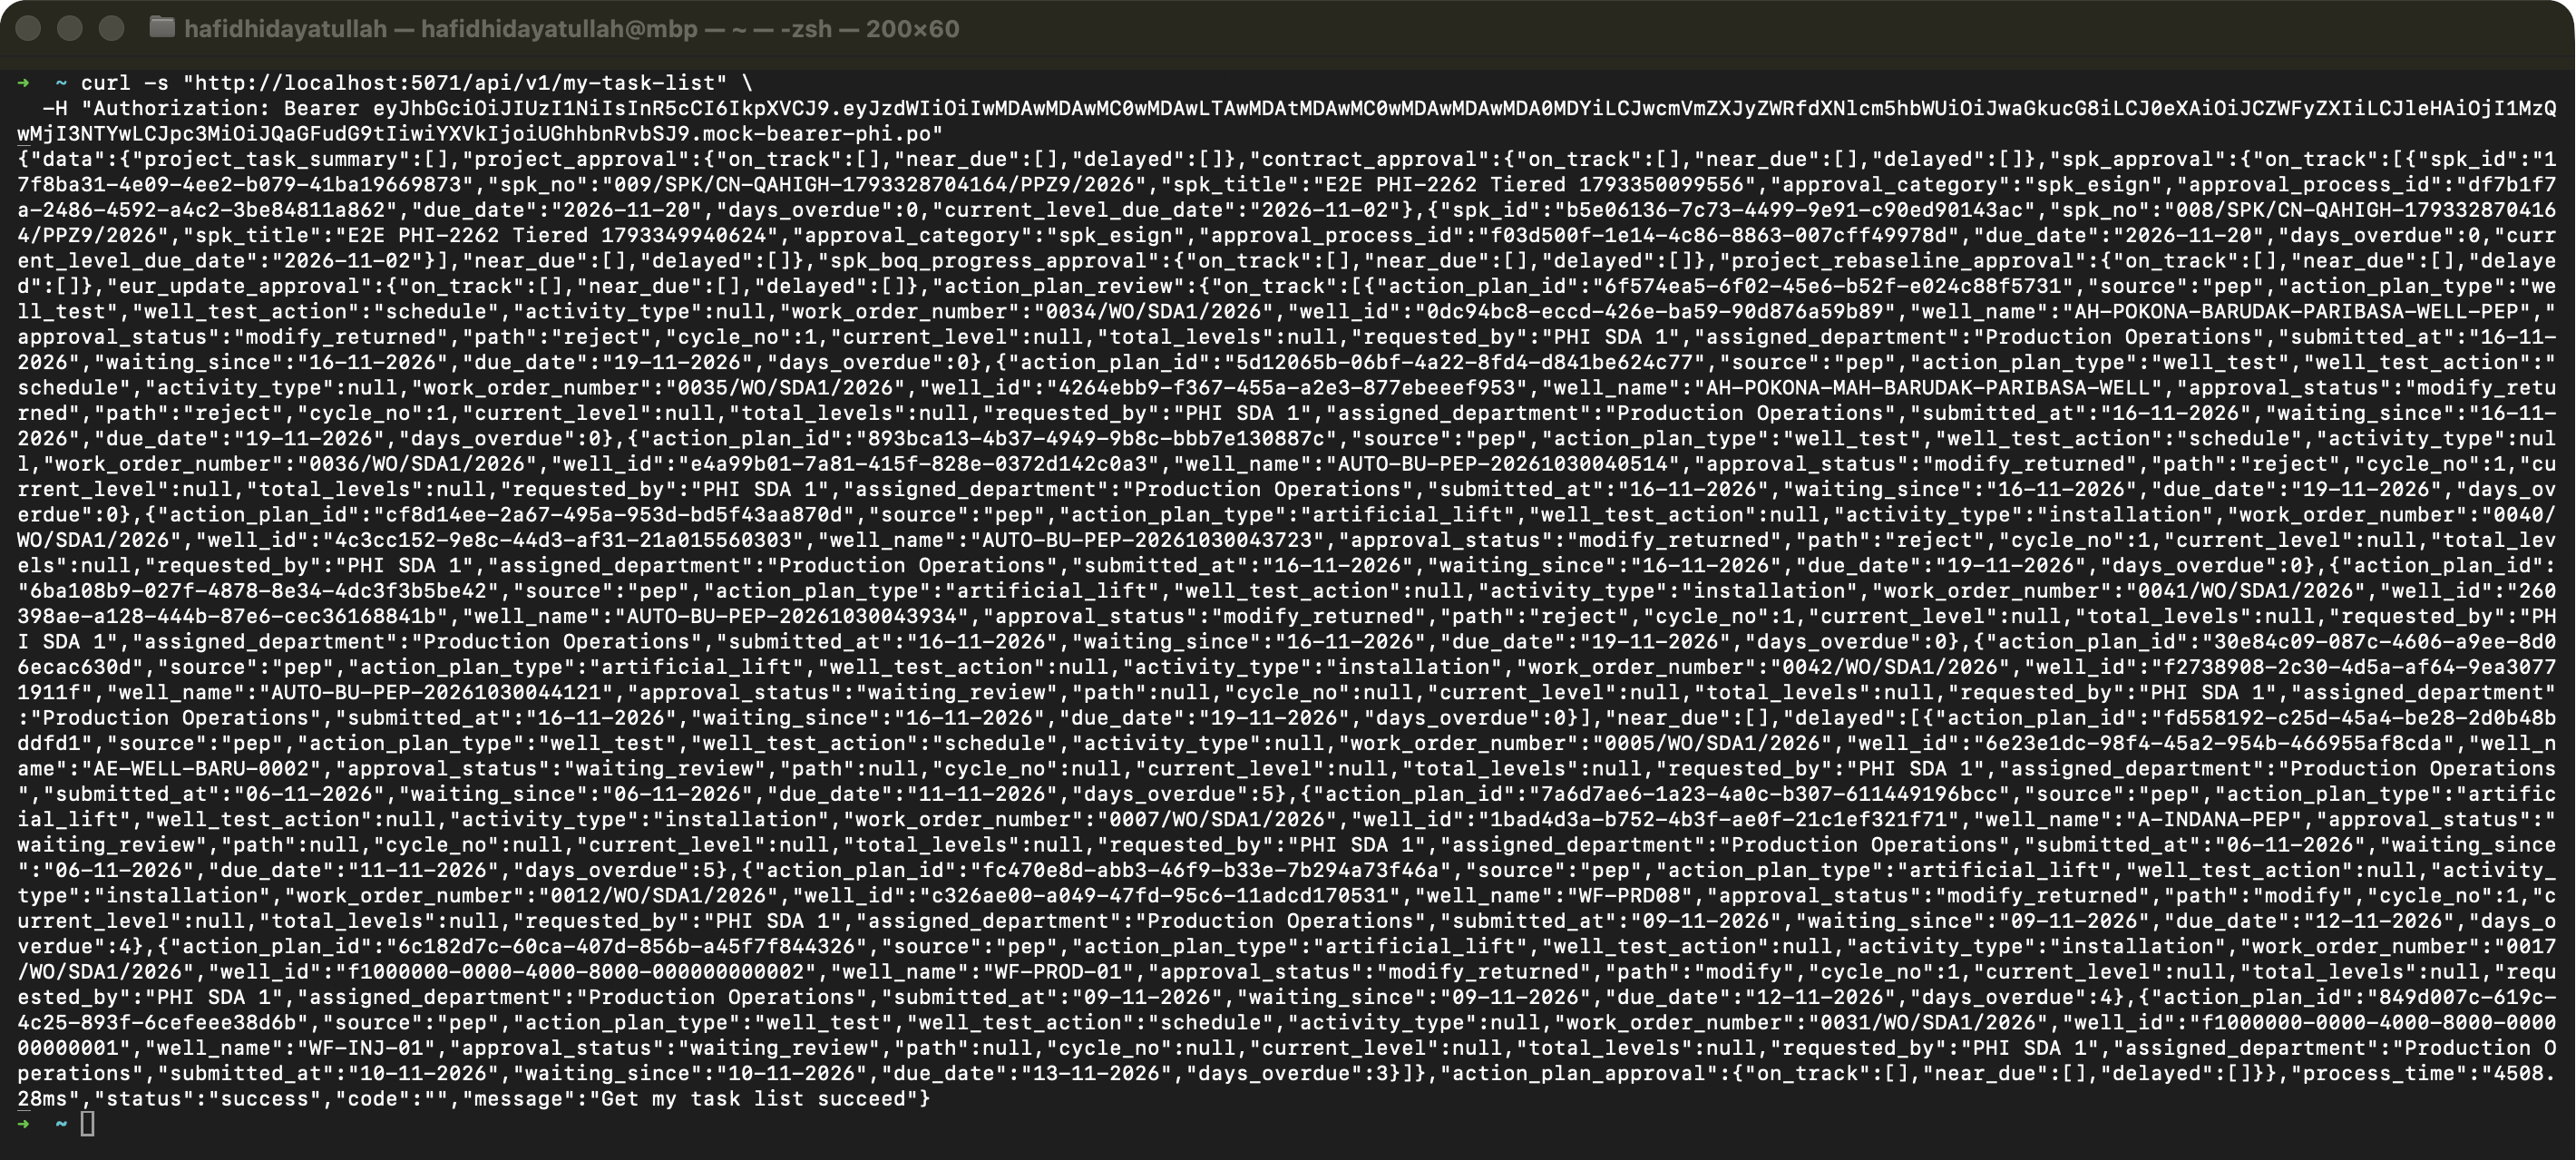 hafidhidayatullah — hafidhidayatullah@mbp — ~ — -zsh — 200×60
➜  ~ curl -s "http://localhost:5071/api/v1/my-task-list" \
  -H "Authorization: Bearer eyJhbGciOiJIUzI1NiIsInR5cCI6IkpXVCJ9.eyJzdWIiOiIwMDAwMDAwMC0wMDAwLTAwMDAtMDAwMC0wMDAwMDAwMDA0MDYiLCJwcmVmZXJyZWRfdXNlcm5hbWUiOiJwaGkucG8iLCJ0eXAiOiJCZWFyZXIiLCJleHAiOjI1MzQ
wMjI3NTYwLCJpc3MiOiJQaGFudG9tIiwiYXVkIjoiUGhhbnRvbSJ9.mock-bearer-phi.po"
{"data":{"project_task_summary":[],"project_approval":{"on_track":[],"near_due":[],"delayed":[]},"contract_approval":{"on_track":[],"near_due":[],"delayed":[]},"spk_approval":{"on_track":[{"spk_id":"1
7f8ba31-4e09-4ee2-b079-41ba19669873","spk_no":"009/SPK/CN-QAHIGH-1793328704164/PPZ9/2026","spk_title":"E2E PHI-2262 Tiered 1793350099556","approval_category":"spk_esign","approval_process_id":"df7b1f7
a-2486-4592-a4c2-3be84811a862","due_date":"2026-11-20","days_overdue":0,"current_level_due_date":"2026-11-02"},{"spk_id":"b5e06136-7c73-4499-9e91-c90ed90143ac","spk_no":"008/SPK/CN-QAHIGH-179332870416
4/PPZ9/2026","spk_title":"E2E PHI-2262 Tiered 1793349940624","approval_category":"spk_esign","approval_process_id":"f03d500f-1e14-4c86-8863-007cff49978d","due_date":"2026-11-20","days_overdue":0,"curr
ent_level_due_date":"2026-11-02"}],"near_due":[],"delayed":[]},"spk_boq_progress_approval":{"on_track":[],"near_due":[],"delayed":[]},"project_rebaseline_approval":{"on_track":[],"near_due":[],"delaye
d":[]},"eur_update_approval":{"on_track":[],"near_due":[],"delayed":[]},"action_plan_review":{"on_track":[{"action_plan_id":"6f574ea5-6f02-45e6-b52f-e024c88f5731","source":"pep","action_plan_type":"we
ll_test","well_test_action":"schedule","activity_type":null,"work_order_number":"0034/WO/SDA1/2026","well_id":"0dc94bc8-eccd-426e-ba59-90d876a59b89","well_name":"AH-POKONA-BARUDAK-PARIBASA-WELL-PEP","
approval_status":"modify_returned","path":"reject","cycle_no":1,"current_level":null,"total_levels":null,"requested_by":"PHI SDA 1","assigned_department":"Production Operations","submitted_at":"16-11-
2026","waiting_since":"16-11-2026","due_date":"19-11-2026","days_overdue":0},{"action_plan_id":"5d12065b-06bf-4a22-8fd4-d841be624c77","source":"pep","action_plan_type":"well_test","well_test_action":"
schedule","activity_type":null,"work_order_number":"0035/WO/SDA1/2026","well_id":"4264ebb9-f367-455a-a2e3-877ebeeef953","well_name":"AH-POKONA-MAH-BARUDAK-PARIBASA-WELL","approval_status":"modify_retu
rned","path":"reject","cycle_no":1,"current_level":null,"total_levels":null,"requested_by":"PHI SDA 1","assigned_department":"Production Operations","submitted_at":"16-11-2026","waiting_since":"16-11-
2026","due_date":"19-11-2026","days_overdue":0},{"action_plan_id":"893bca13-4b37-4949-9b8c-bbb7e130887c","source":"pep","action_plan_type":"well_test","well_test_action":"schedule","activity_type":nul
l,"work_order_number":"0036/WO/SDA1/2026","well_id":"e4a99b01-7a81-415f-828e-0372d142c0a3","well_name":"AUTO-BU-PEP-20261030040514","approval_status":"modify_returned","path":"reject","cycle_no":1,"cu
rrent_level":null,"total_levels":null,"requested_by":"PHI SDA 1","assigned_department":"Production Operations","submitted_at":"16-11-2026","waiting_since":"16-11-2026","due_date":"19-11-2026","days_ov
erdue":0},{"action_plan_id":"cf8d14ee-2a67-495a-953d-bd5f43aa870d","source":"pep","action_plan_type":"artificial_lift","well_test_action":null,"activity_type":"installation","work_order_number":"0040/
WO/SDA1/2026","well_id":"4c3cc152-9e8c-44d3-af31-21a015560303","well_name":"AUTO-BU-PEP-20261030043723","approval_status":"modify_returned","path":"reject","cycle_no":1,"current_level":null,"total_lev
els":null,"requested_by":"PHI SDA 1","assigned_department":"Production Operations","submitted_at":"16-11-2026","waiting_since":"16-11-2026","due_date":"19-11-2026","days_overdue":0},{"action_plan_id":
"6ba108b9-027f-4878-8e34-4dc3f3b5be42","source":"pep","action_plan_type":"artificial_lift","well_test_action":null,"activity_type":"installation","work_order_number":"0041/WO/SDA1/2026","well_id":"260
398ae-a128-444b-87e6-cec36168841b","well_name":"AUTO-BU-PEP-20261030043934","approval_status":"modify_returned","path":"reject","cycle_no":1,"current_level":null,"total_levels":null,"requested_by":"PH
I SDA 1","assigned_department":"Production Operations","submitted_at":"16-11-2026","waiting_since":"16-11-2026","due_date":"19-11-2026","days_overdue":0},{"action_plan_id":"30e84c09-087c-4606-a9ee-8d0
6ecac630d","source":"pep","action_plan_type":"artificial_lift","well_test_action":null,"activity_type":"installation","work_order_number":"0042/WO/SDA1/2026","well_id":"f2738908-2c30-4d5a-af64-9ea3077
1911f","well_name":"AUTO-BU-PEP-20261030044121","approval_status":"waiting_review","path":null,"cycle_no":null,"current_level":null,"total_levels":null,"requested_by":"PHI SDA 1","assigned_department"
:"Production Operations","submitted_at":"16-11-2026","waiting_since":"16-11-2026","due_date":"19-11-2026","days_overdue":0}],"near_due":[],"delayed":[{"action_plan_id":"fd558192-c25d-45a4-be28-2d0b48b
ddfd1","source":"pep","action_plan_type":"well_test","well_test_action":"schedule","activity_type":null,"work_order_number":"0005/WO/SDA1/2026","well_id":"6e23e1dc-98f4-45a2-954b-466955af8cda","well_n
ame":"AE-WELL-BARU-0002","approval_status":"waiting_review","path":null,"cycle_no":null,"current_level":null,"total_levels":null,"requested_by":"PHI SDA 1","assigned_department":"Production Operations
","submitted_at":"06-11-2026","waiting_since":"06-11-2026","due_date":"11-11-2026","days_overdue":5},{"action_plan_id":"7a6d7ae6-1a23-4a0c-b307-611449196bcc","source":"pep","action_plan_type":"artific
ial_lift","well_test_action":null,"activity_type":"installation","work_order_number":"0007/WO/SDA1/2026","well_id":"1bad4d3a-b752-4b3f-ae0f-21c1ef321f71","well_name":"A-INDANA-PEP","approval_status":"
waiting_review","path":null,"cycle_no":null,"current_level":null,"total_levels":null,"requested_by":"PHI SDA 1","assigned_department":"Production Operations","submitted_at":"06-11-2026","waiting_since
":"06-11-2026","due_date":"11-11-2026","days_overdue":5},{"action_plan_id":"fc470e8d-abb3-46f9-b33e-7b294a73f46a","source":"pep","action_plan_type":"artificial_lift","well_test_action":null,"activity_
type":"installation","work_order_number":"0012/WO/SDA1/2026","well_id":"c326ae00-a049-47fd-95c6-11adcd170531","well_name":"WF-PRD08","approval_status":"modify_returned","path":"modify","cycle_no":1,"c
urrent_level":null,"total_levels":null,"requested_by":"PHI SDA 1","assigned_department":"Production Operations","submitted_at":"09-11-2026","waiting_since":"09-11-2026","due_date":"12-11-2026","days_o
verdue":4},{"action_plan_id":"6c182d7c-60ca-407d-856b-a45f7f844326","source":"pep","action_plan_type":"artificial_lift","well_test_action":null,"activity_type":"installation","work_order_number":"0017
/WO/SDA1/2026","well_id":"f1000000-0000-4000-8000-000000000002","well_name":"WF-PROD-01","approval_status":"modify_returned","path":"modify","cycle_no":1,"current_level":null,"total_levels":null,"requ
ested_by":"PHI SDA 1","assigned_department":"Production Operations","submitted_at":"09-11-2026","waiting_since":"09-11-2026","due_date":"12-11-2026","days_overdue":4},{"action_plan_id":"849d007c-619c-
4c25-893f-6cefeee38d6b","source":"pep","action_plan_type":"well_test","well_test_action":"schedule","activity_type":null,"work_order_number":"0031/WO/SDA1/2026","well_id":"f1000000-0000-4000-8000-0000
00000001","well_name":"WF-INJ-01","approval_status":"waiting_review","path":null,"cycle_no":null,"current_level":null,"total_levels":null,"requested_by":"PHI SDA 1","assigned_department":"Production O
perations","submitted_at":"10-11-2026","waiting_since":"10-11-2026","due_date":"13-11-2026","days_overdue":3}]},"action_plan_approval":{"on_track":[],"near_due":[],"delayed":[]}},"process_time":"4508.
28ms","status":"success","code":"","message":"Get my task list succeed"}
➜  ~